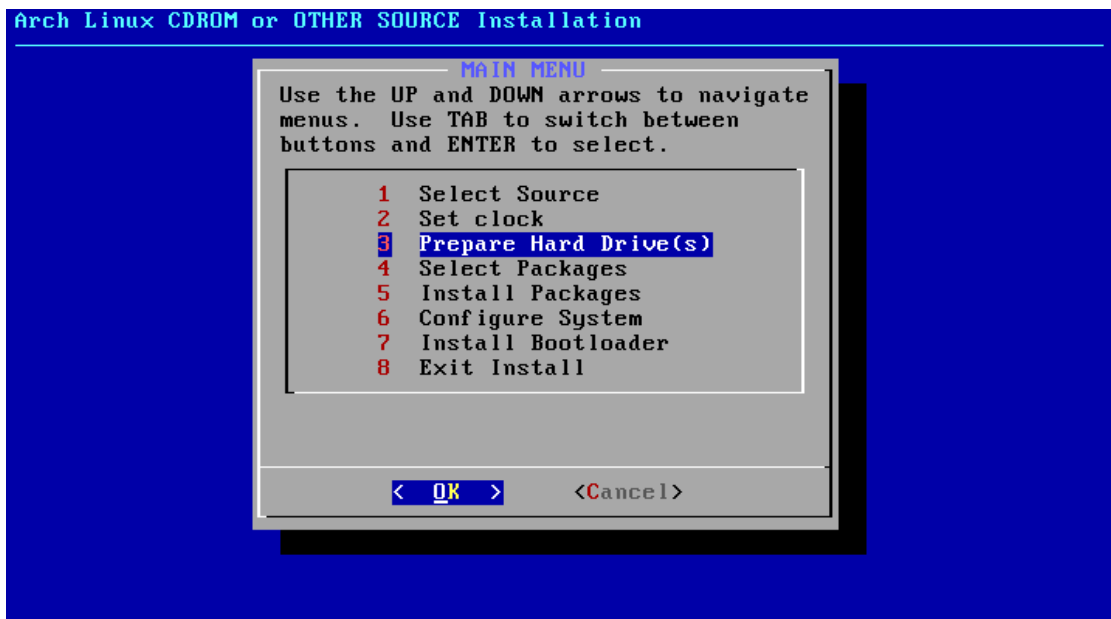 Arch Linux CDROM or OTHER SOURCE Installation
MAIN MENU
Use the UP and DOWN arrows to navigate
menus.  Use TAB to switch between
buttons and ENTER to select.
1  Select Source
2  Set clock
3  Prepare Hard Drive(s)
4  Select Packages
5  Install Packages
6  Configure System
7  Install Bootloader
8  Exit Install
<  OK  >      <Cancel>